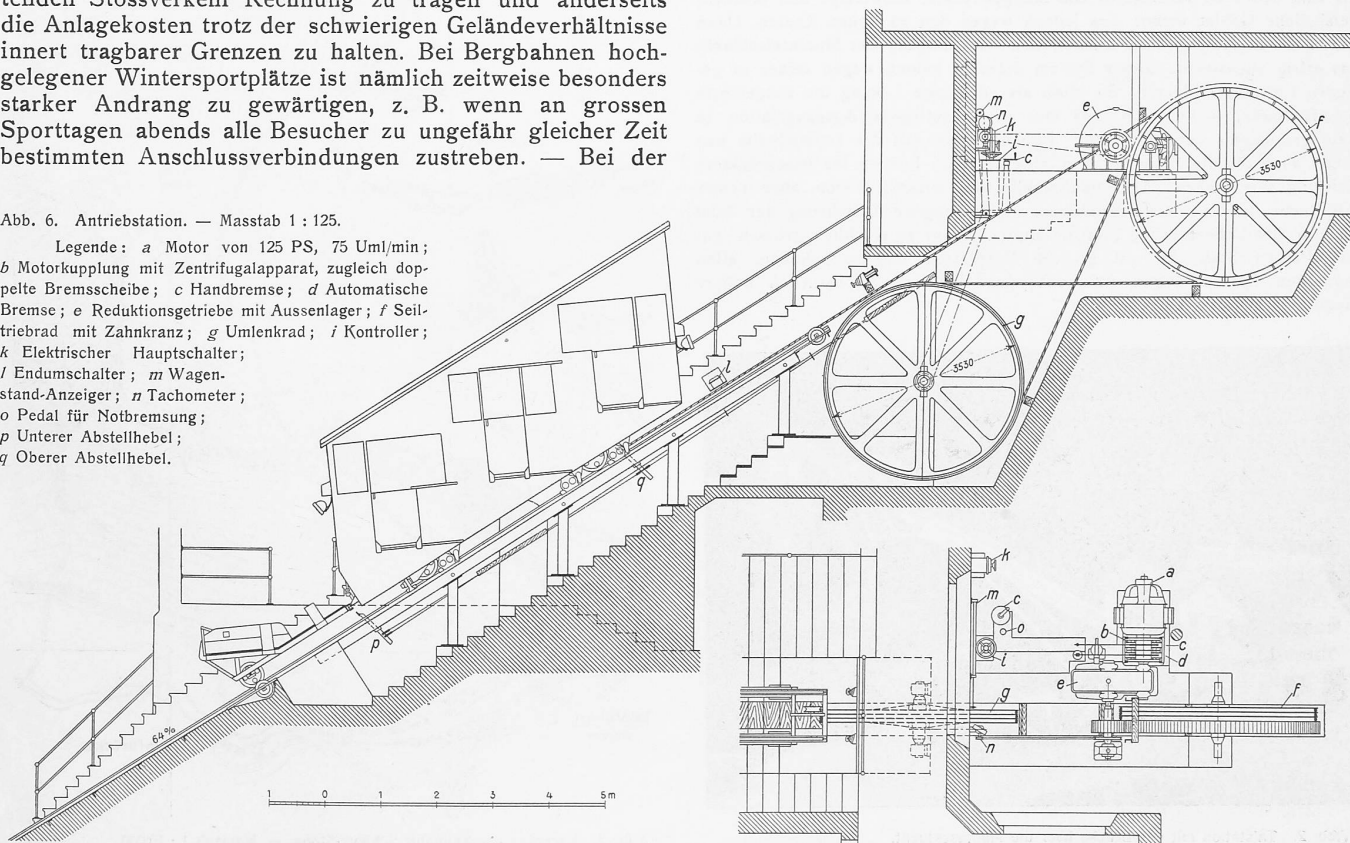 tenden Stossverkehr Rechnung zu tragen und anderseits
die Anlagekosten trotz der schwierigen Geländeverhältnisse
innert tragbarer Grenzen zu halten. Bei Bergbahnen hoch-
gelegener Wintersportplätze ist nämlich zeitweise besonders
starker Andrang zu gewärtigen, z. B. wenn an grossen
Sporttagen abends alle Besucher zu ungefähr gleicher Zeit
bestimmten Anschlussverbindungen zustreben. — Bei der
Abb. 6. Antriebstation. — Masstab 1 : 125.
Legende: a Motor von 125 PS, 75 Uml/min;
b Motorkupplung mit Zentrifugalapparat, zugleich dop-
pelte Bremsscheibe; c Handbremse; d Automatische
Bremse; e Reduktionsgetriebe mit Aussenlager; f Seil-
triebrad mit Zahnkranz; g Umlenkrad; i Kontroller;
k Elektrischer Hauptschalter;
l Endumschalter; m Wagen-
stand-Anzeiger; n Tachometer;
o Pedal für Notbremsung;
p Unterer Abstellhebel;
q Oberer Abstellhebel.
m
n
k
i
c
e
f
3530
g
3530
l
q
p
64%
1 0 1 2 3 4 5m
k
m
c
o
i
a
b
c
d
e
f
g
n